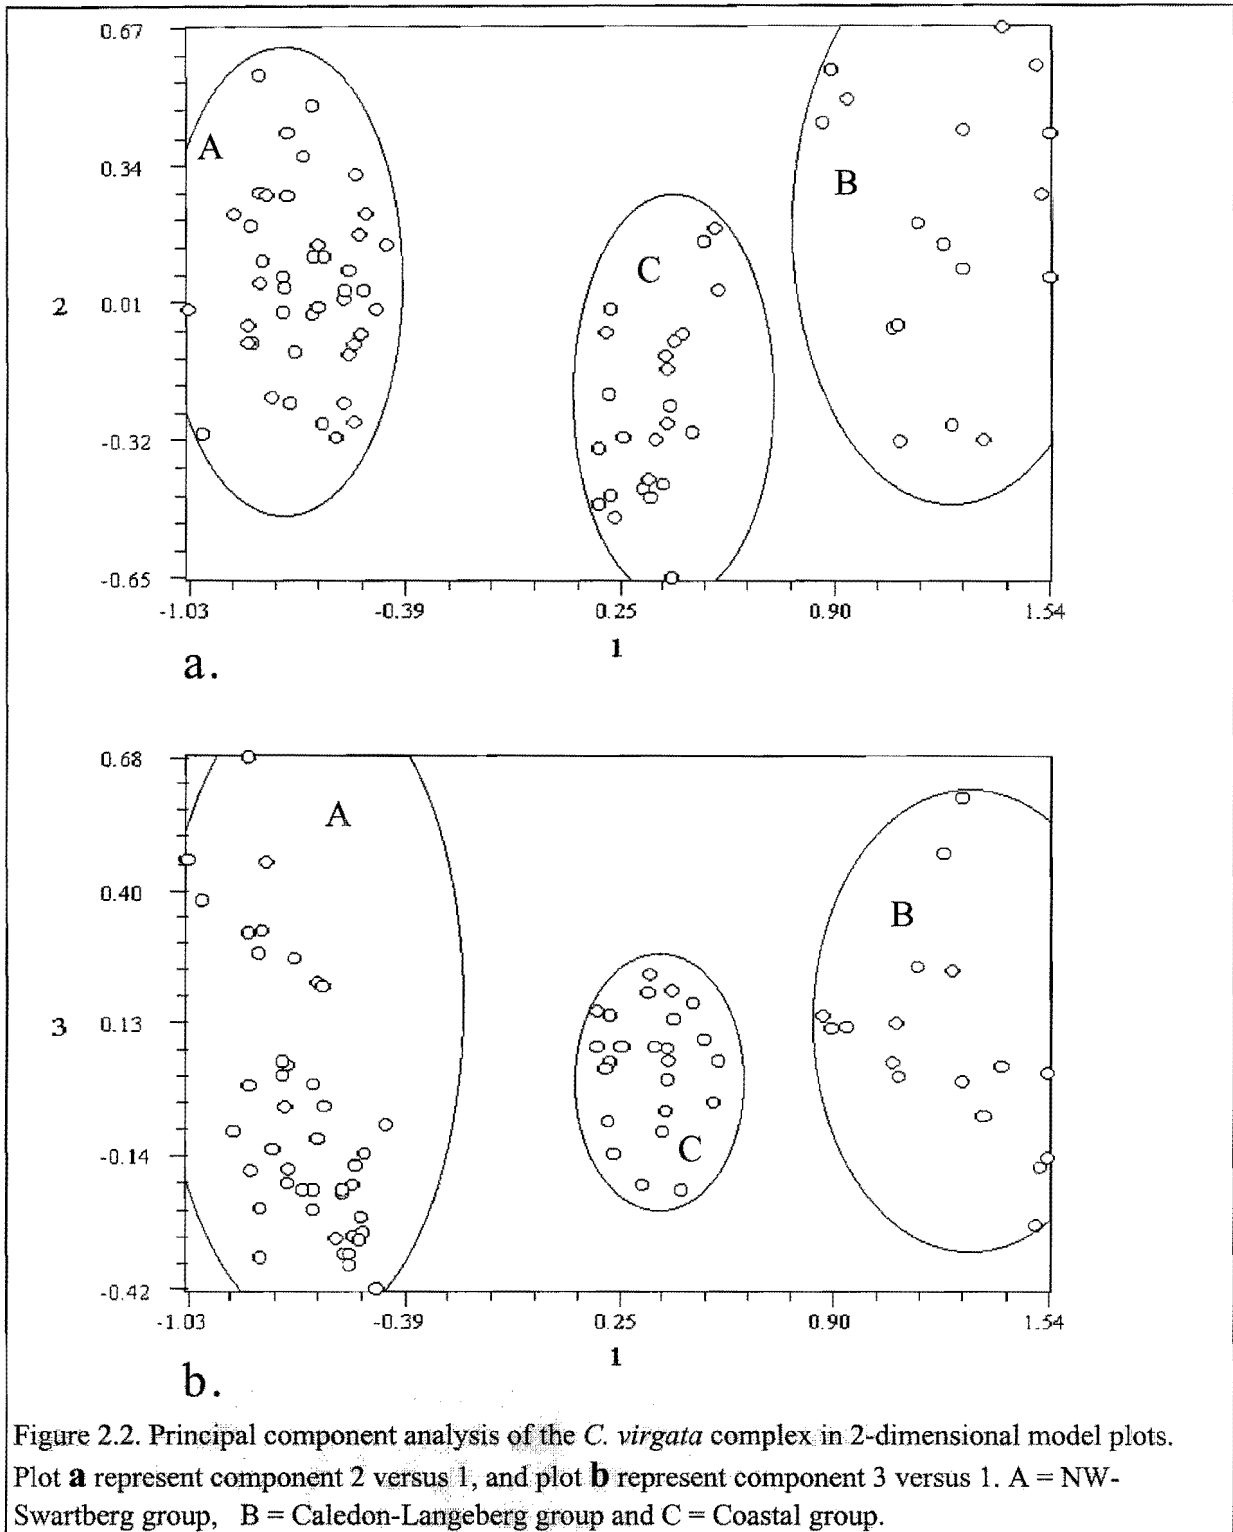 0.67
A
B
0.34
C
2
0.01
-0.32
-0.65
-1.03 -0.39 0.25 0.90 1.54
1
a.
0.68
A
0.40
B
3
0.13
C
-0.14
-0.42
-1.03 -0.39 0.25 0.90 1.54
1
b.
Figure 2.2. Principal component analysis of the C. virgata complex in 2-dimensional model plots.
Plot a represent component 2 versus 1, and plot b represent component 3 versus 1. A = NW-
Swartberg group, B = Caledon-Langeberg group and C = Coastal group.